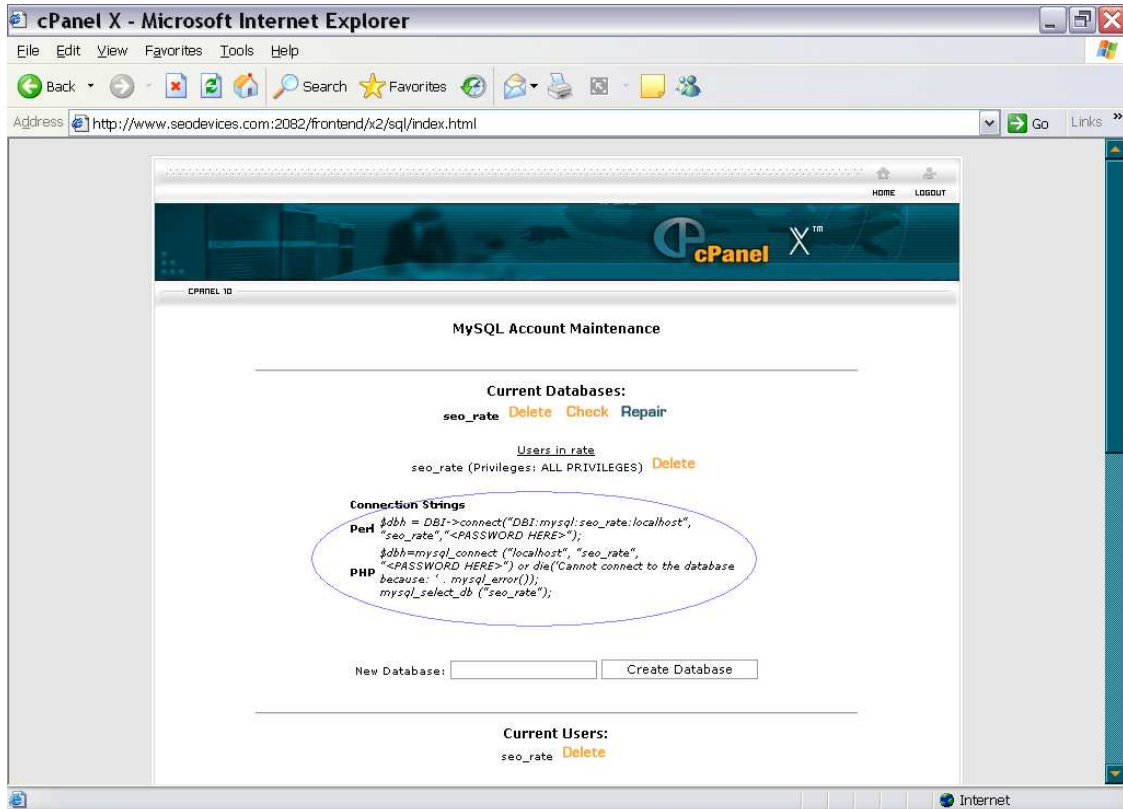 cPanel X - Microsoft Internet Explorer
File Edit View Favorites Tools Help
Back Search Favorites
Address http://www.seodevices.com:2082/frontend/x2/sql/index.html Go Links »
HOME LOGOUT
cPanel X™
CPANEL 10
MySQL Account Maintenance
Current Databases:
seo_rate Delete Check Repair
Users in rate
seo_rate (Privileges: ALL PRIVILEGES) Delete
Connection Strings
Perl $dbh = DBI->connect("DBI:mysql:seo_rate:localhost",
"seo_rate","<PASSWORD HERE>");
$dbh=mysql_connect ("localhost", "seo_rate",
PHP "<PASSWORD HERE>") or die('Cannot connect to the database
because: ' . mysql_error());
mysql_select_db ("seo_rate");
New Database: Create Database
Current Users:
seo_rate Delete
Internet